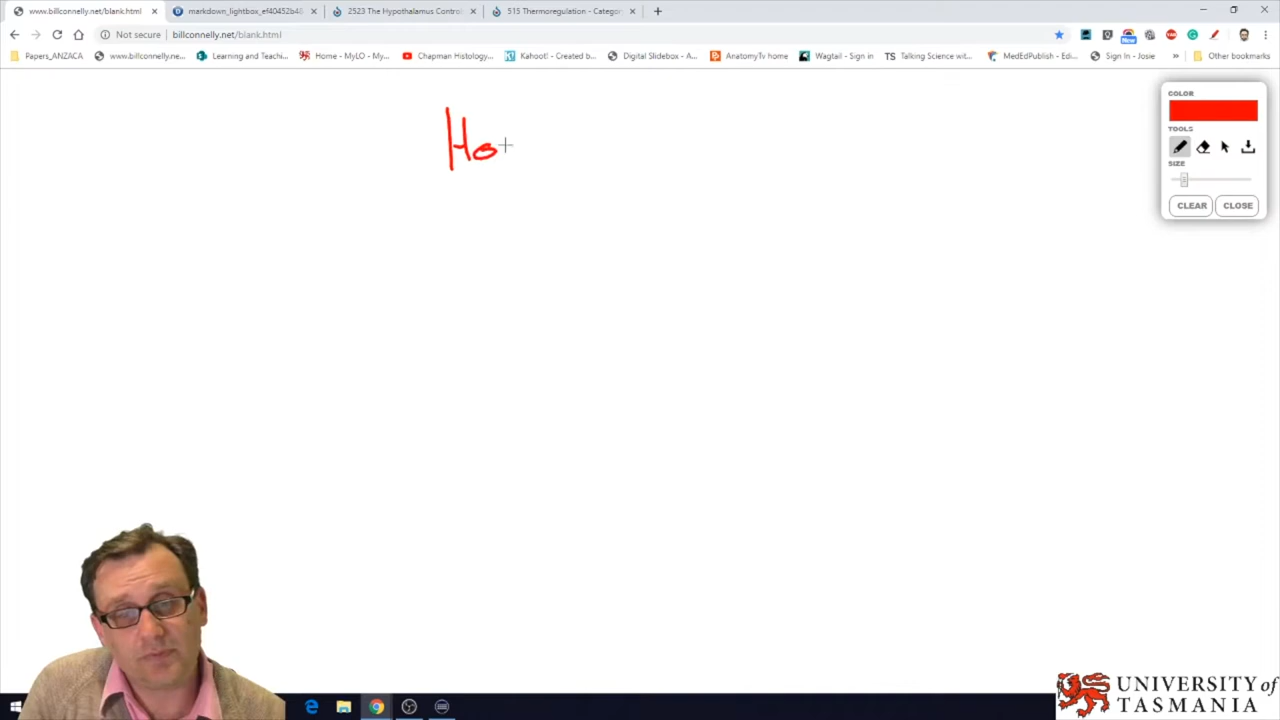 www.billconnelly.net/blank.html markdown_lightbox_ef40452b48 2523 The Hypothalamus Control 515 Thermoregulation - Categor
Not secure billconnelly.net/blank.html
Papers_ANZACA www.billconnelly.ne... Learning and Teachi... Home - MyLO - My... Chapman Histology... Kahoot! - Created b... Digital Slidebox - A... AnatomyTv home Wagtail - Sign in TS Talking Science wit... MedEdPublish - Edi... Sign In - Josie » Other bookmarks
COLOR
TOOLS
SIZE
CLEAR CLOSE
Ho
UNIVERSITY of
TASMANIA